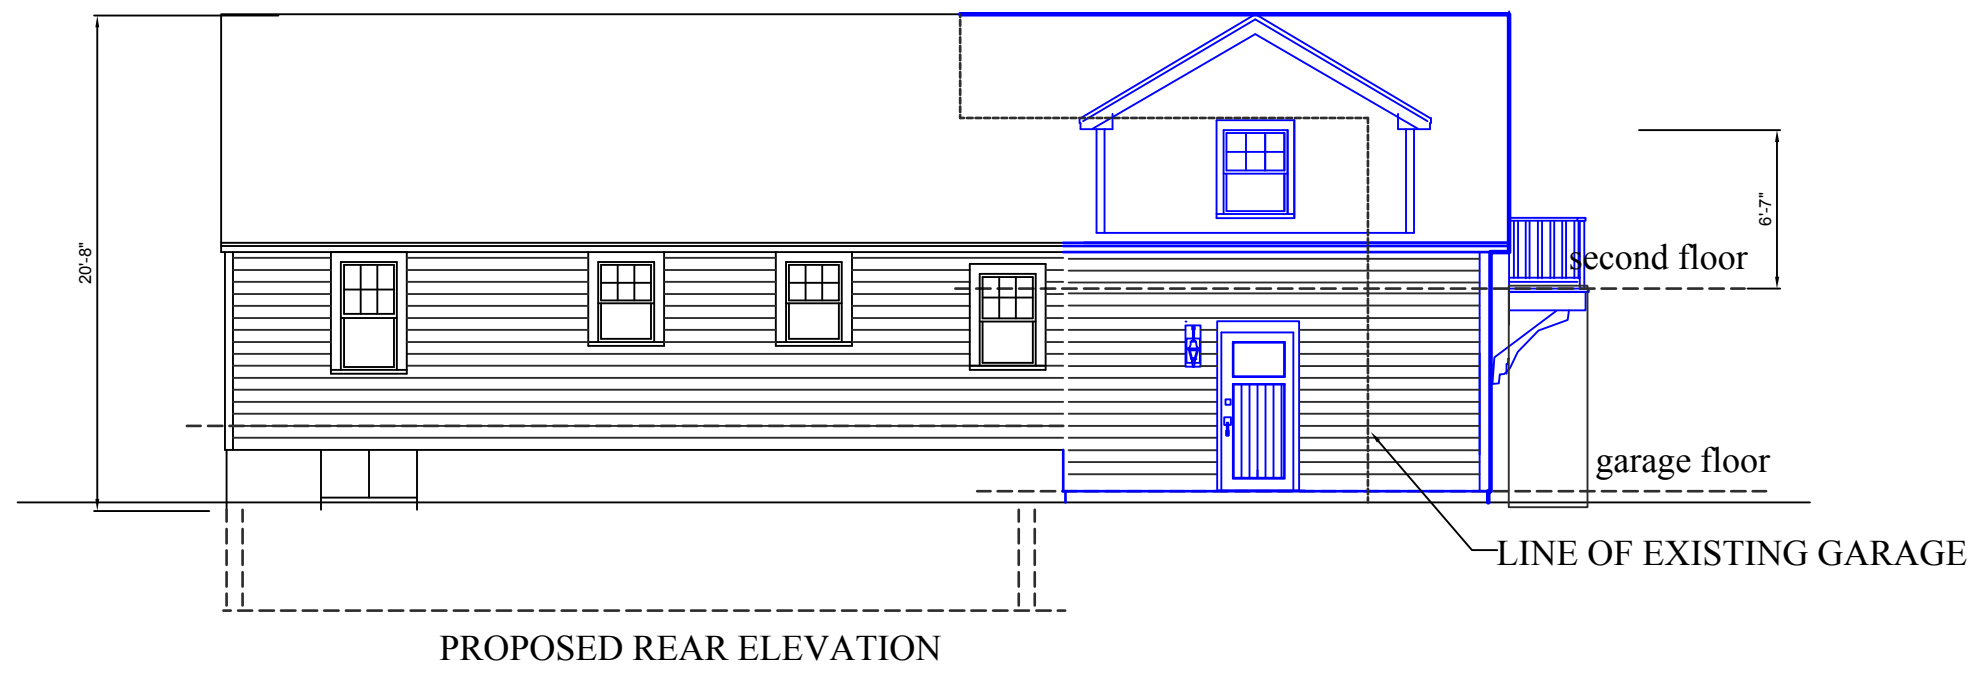 20'-8"
6'-7"
second floor
garage floor
LINE OF EXISTING GARAGE
PROPOSED REAR ELEVATION